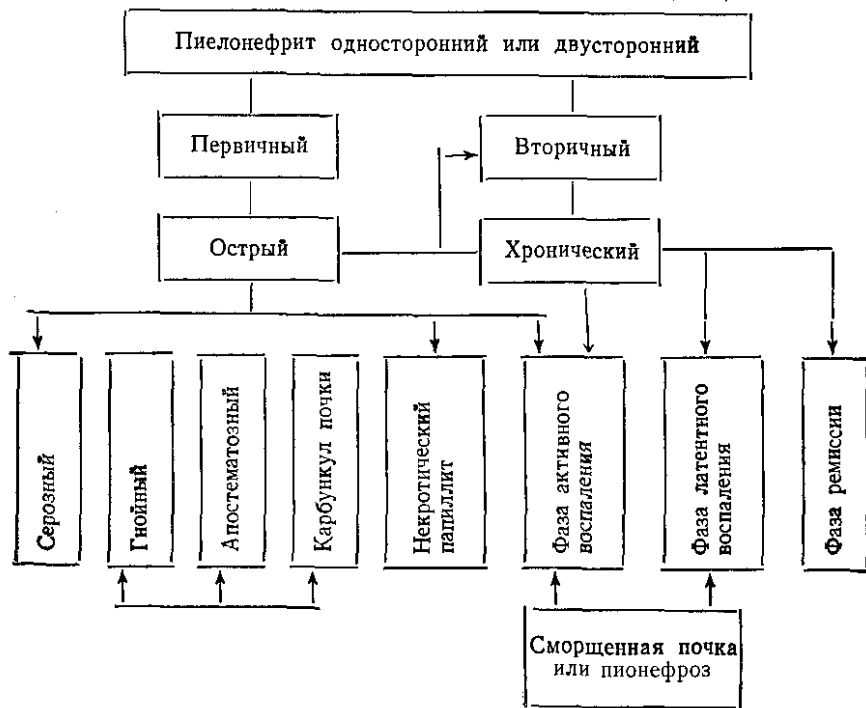 Пиелонефрит односторонний или двусторонний
Первичный
Вторичный
Острый
Хронический
Серозный
Гнойный
Апостематозный
Карбункул почки
Некротический
папиллит
Фаза активного
воспаления
Фаза латентного
воспаления
Фаза ремиссии
Сморщенная почка
или пионефроз